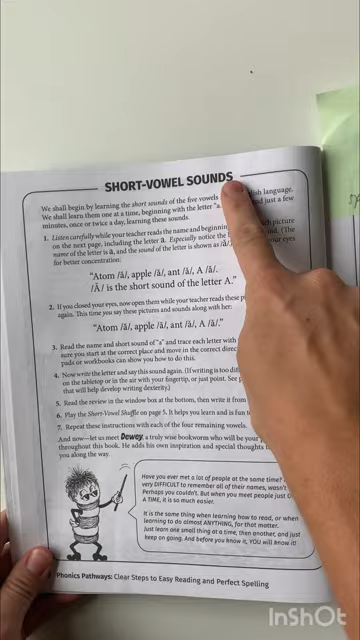 SHORT-VOWEL SOUNDS
We shall begin by learning the short sounds of the five vowels language.
We shall learn them one at a time, beginning with the letter "a. just a few
minutes, once or twice a day, learning these sounds.
1. Listen carefully while your teacher reads the name and beginning picture
on the next page, including the letter ă. Especially notice the (The
name of the letter is ā, and the sound of the letter is shown as /ă/. eyes
for better concentration:
"Atom /ă/, apple /ă/, ant /ă/, A /ă/.
/Ă/ is the short sound of the letter A."
2. If you closed your eyes, now open them while your teacher reads these
again. This time you say these pictures and sounds along with her:
"Atom /ă/, apple /ă/, ant /ă/, A /ă/."
3. Read the name and short sound of "a" and trace each letter with
sure you start at the correct place and move in the correct
pads or workbooks can show you how to do this.
4. Now write the letter and say this sound again. (If writing is too
on the tabletop or in the air with your fingertip, or just point. See
that will help develop writing dexterity.)
5. Read the review in the window box at the bottom, then write it from
6. Play the Short-Vowel Shuffle on page 5. It helps you learn and is fun
7. Repeat these with each of the four remaining vowels.
And now—let us meet Dewey, a truly wise bookworm who will be your
throughout this book. He adds his own inspiration and special thoughts
you along the way.
Have you ever met a lot of people at the same time?
very DIFFICULT to remember all of their names, wasn't
Perhaps you couldn't. But when you meet people just
A TIME, it is so much easier.
It is the same thing when learning how to read, or when
learning to do almost ANYTHING, for that matter.
Just learn one small thing at a time, then another, and just
keep on going. And before you know it, YOU will know it!
Phonics Pathways: Clear Steps to Easy Reading and Perfect Spelling
InShot